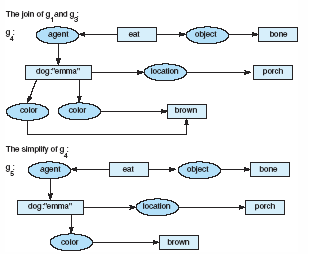 The join of g1 and g3:
g4:
agent eat object bone
dog:"emma" location porch
color color brown
The simplify of g4:
g5:
agent eat object bone
dog:"emma" location porch
color brown